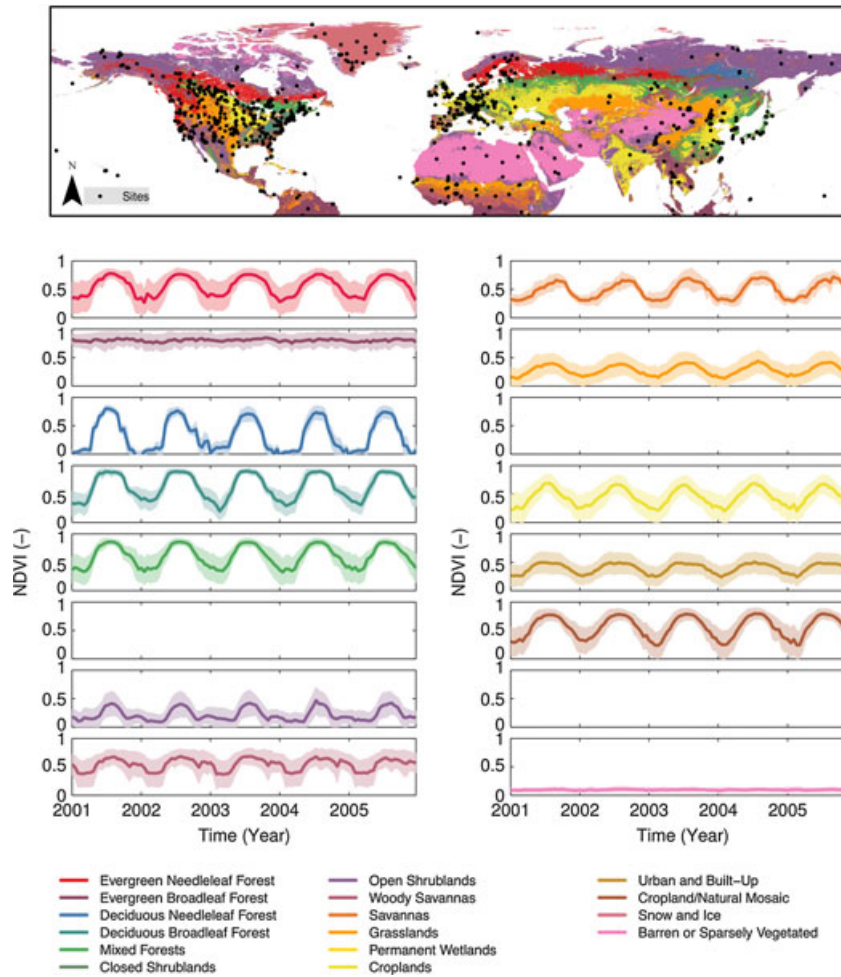 N
Sites
1
0.5
0
1
0.5
0
1
0.5
0
1
0.5
0
1
0.5
0
1
0.5
0
1
0.5
0
1
0.5
0
NDVI (−)
2001 2002 2003 2004 2005
Time (Year)
1
0.5
0
1
0.5
0
1
0.5
0
1
0.5
0
1
0.5
0
1
0.5
0
1
0.5
0
1
0.5
0
NDVI (−)
2001 2002 2003 2004 2005
Time (Year)
Evergreen Needleleaf Forest
Evergreen Broadleaf Forest
Deciduous Needleleaf Forest
Deciduous Broadleaf Forest
Mixed Forests
Closed Shrublands
Open Shrublands
Woody Savannas
Savannas
Grasslands
Permanent Wetlands
Croplands
Urban and Built−Up
Cropland/Natural Mosaic
Snow and Ice
Barren or Sparsely Vegetated